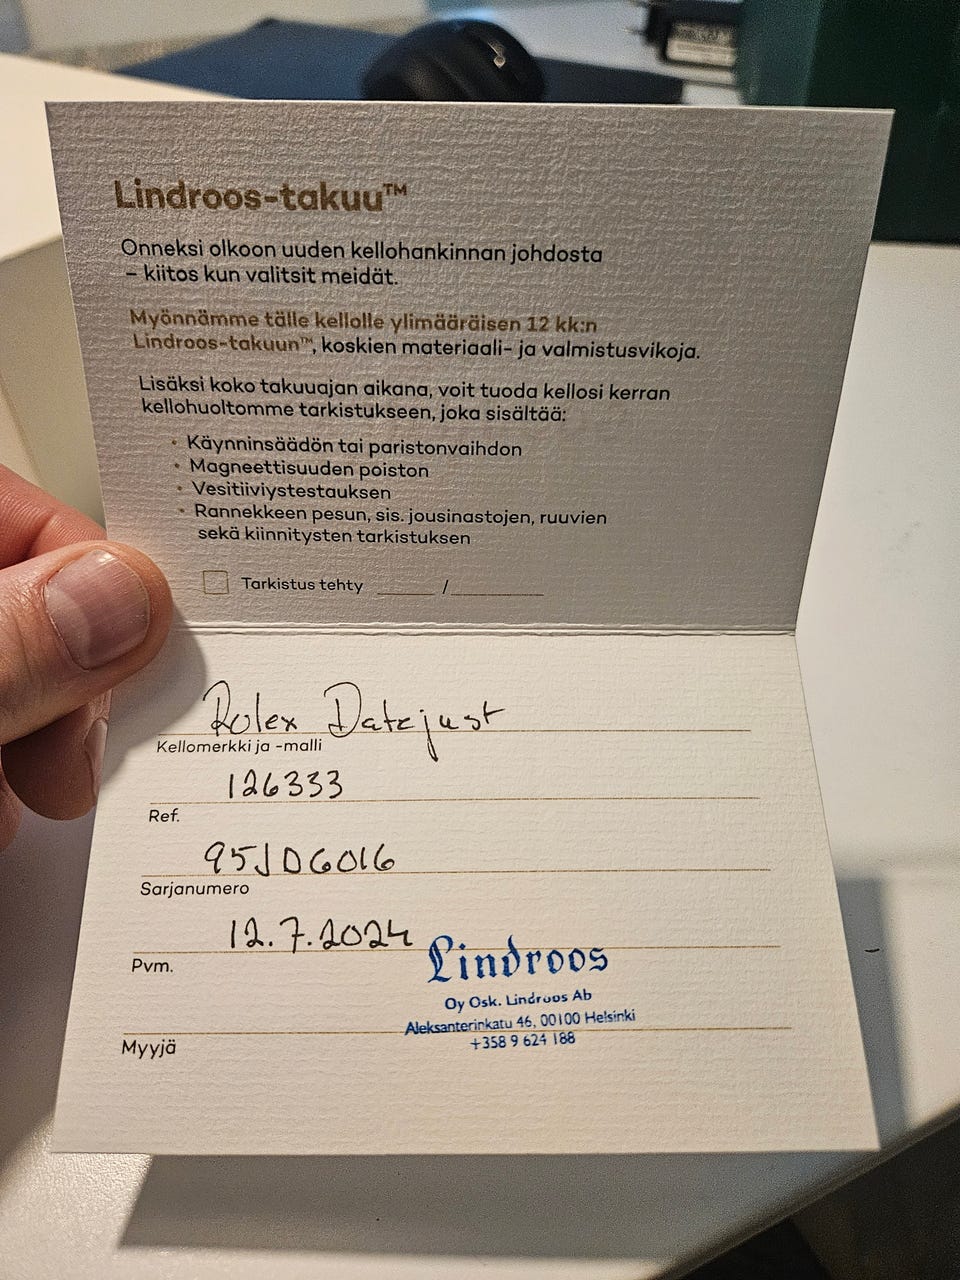 Lindroos-takuu™
Onneksi olkoon uuden kellohankinnan johdosta
– kiitos kun valitsit meidät.
Myönnämme tälle kellolle ylimääräisen 12 kk:n
Lindroos-takuun™, koskien materiaali- ja valmistusvikoja.
Lisäksi koko takuuajan aikana, voit tuoda kellosi kerran
kellohuoltomme tarkistukseen, joka sisältää:
• Käynninsäädön tai paristonvaihdon
• Magneettisuuden poiston
• Vesitiiviystestauksen
• Rannekkeen pesun, sis. jousinastojen, ruuvien
sekä kiinnitysten tarkistuksen
Tarkistus tehty ______ / __________
Rolex Datejust
Kellomerkki ja -malli
126333
Ref.
95JD6016
Sarjanumero
12.7.2024
Pvm.
Lindroos
Oy Osk. Lindroos Ab
Aleksanterinkatu 46, 00100 Helsinki
+358 9 624 188
Myyjä